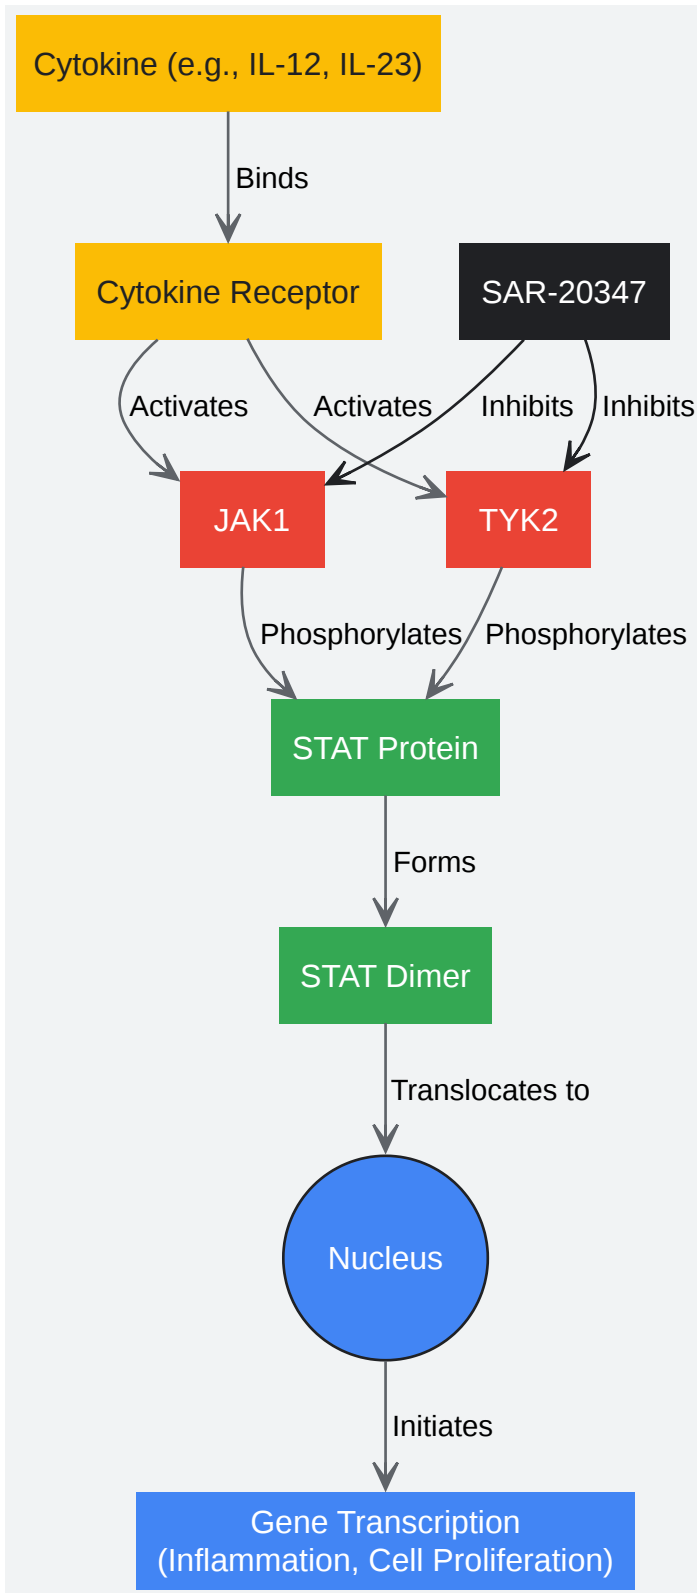 Cytokine (e.g., IL-12, IL-23)
Binds
Cytokine Receptor
SAR-20347
Activates
Activates
Inhibits
Inhibits
JAK1
TYK2
Phosphorylates
Phosphorylates
STAT Protein
Forms
STAT Dimer
Translocates to
Nucleus
Initiates
Gene Transcription
(Inflammation, Cell Proliferation)